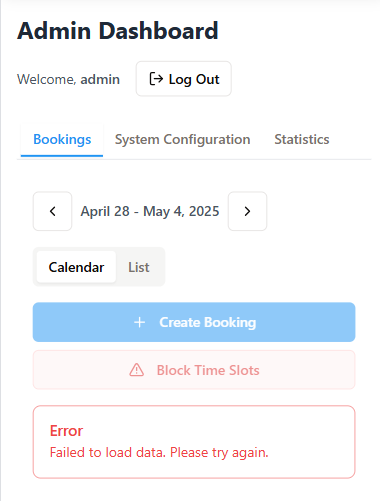 Admin Dashboard
Welcome, admin
Log Out
Bookings System Configuration Statistics
April 28 - May 4, 2025
Calendar List
Create Booking
Block Time Slots
Error
Failed to load data. Please try again.